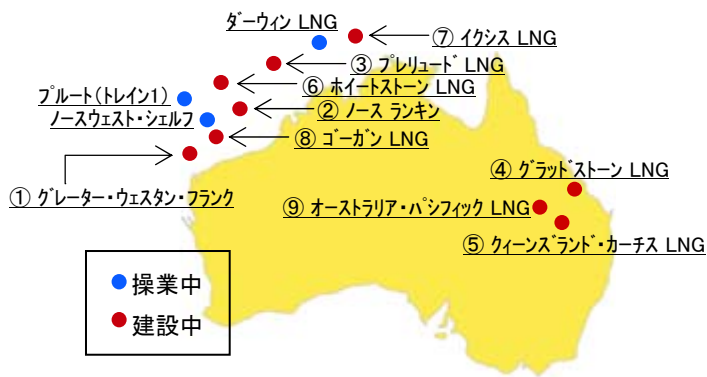 ダーウィン LNG
⑦ イクシス LNG
③ プレリュード LNG
⑥ ホイートストーン LNG
プルート(トレイン1)
② ノース ランキン
ノースウェスト・シェルフ
⑧ ゴーガン LNG
① グレーター・ウェスタン・フランク
④ グラッドストーン LNG
⑨ オーストラリア・パシフィック LNG
⑤ クィーンズランド・カーチス LNG
操業中
建設中